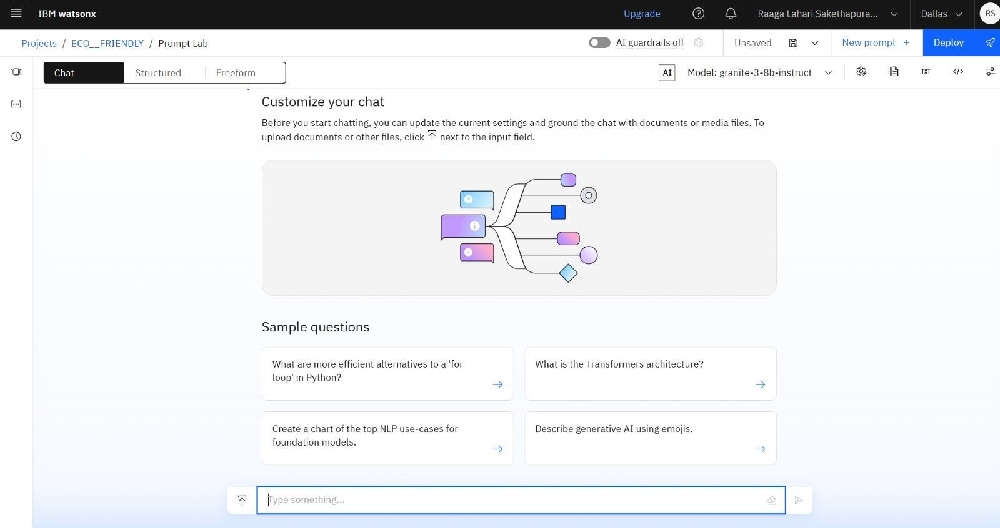 IBM watsonx
Upgrade
Raaga Lahari Sakethapura...
Dallas
RS
Projects / ECO__FRIENDLY / Prompt Lab
AI guardrails off
Unsaved
New prompt +
Deploy
Chat
Structured
Freeform
AI
Model: granite-3-8b-instruct
TXT
</>
Customize your chat
Before you start chatting, you can update the current settings and ground the chat with documents or media files. To
upload documents or other files, click next to the input field.
Sample questions
What are more efficient alternatives to a 'for
loop' in Python?
What is the Transformers architecture?
Create a chart of the top NLP use-cases for
foundation models.
Describe generative AI using emojis.
Type something...